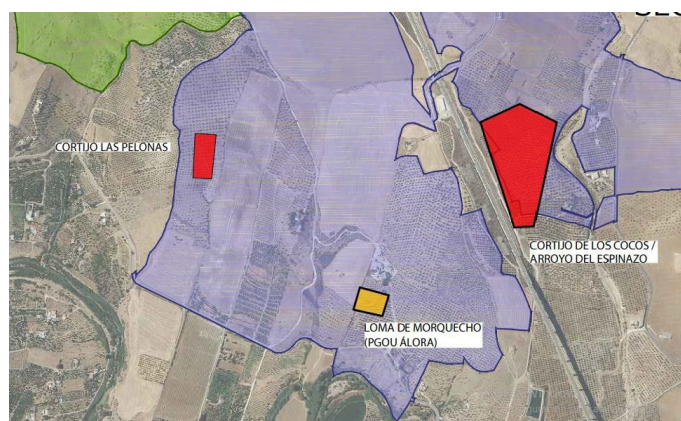 CORTIJO LAS PELONAS
CORTIJO DE LOS COCOS /
ARROYO DEL ESPINAZO
LOMA DE MORQUECHO
(PGOU ÁLORA)